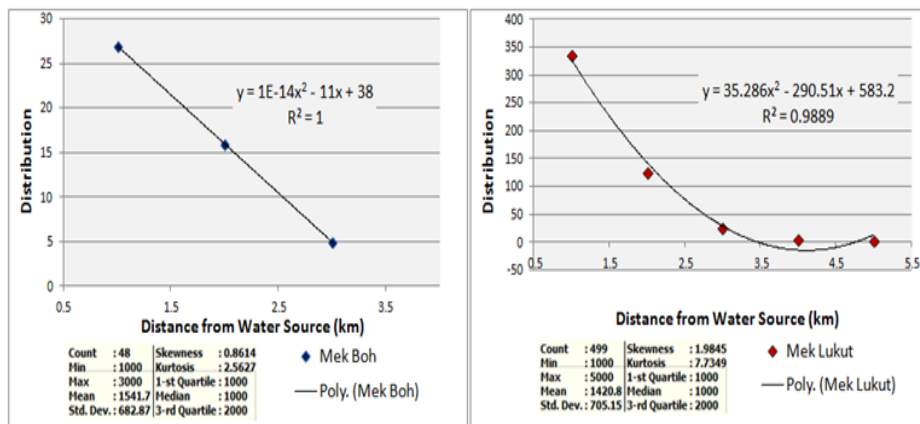 30
25
20
15
10
5
0
0.5
1.5
2.5
3.5
Distribution
y = 1E-14x² - 11x + 38
R² = 1
Distance from Water Source (km)
Count : 48 Skewness : 0.8614
Min : 1000 Kurtosis : 2.5627
Max : 3000 1-st Quartile : 1000
Mean : 1541.7 Median : 1000
Std. Dev. : 682.87 3-rd Quartile : 2000
Mek Boh
Poly. (Mek Boh)
400
350
300
250
200
150
100
50
0
-50
0.5
1.5
2.5
3.5
4.5
5.5
Distribution
y = 35.286x² - 290.51x + 583.2
R² = 0.9889
Distance from Water Source (km)
Count : 499 Skewness : 1.9845
Min : 1000 Kurtosis : 7.7349
Max : 5000 1-st Quartile : 1000
Mean : 1420.8 Median : 1000
Std. Dev. : 705.15 3-rd Quartile : 2000
Mek Lukut
Poly. (Mek Lukut)